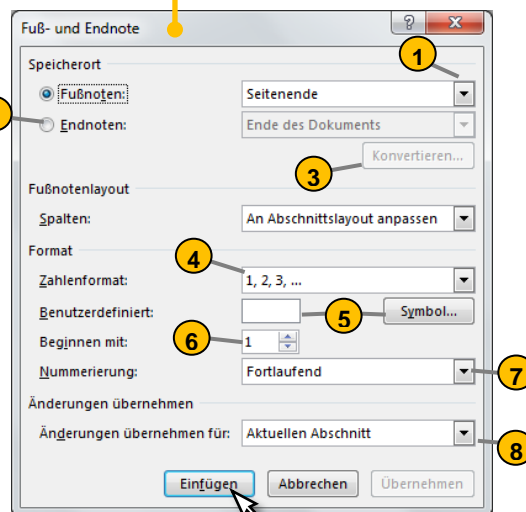 Fuß- und Endnote
?
1
Speicherort
Fußnoten: Seitenende
Endnoten: Ende des Dokuments
Konvertieren...
3
Fußnotenlayout
Spalten: An Abschnittslayout anpassen
Format
4
Zahlenformat: 1, 2, 3, ...
Benutzerdefiniert: 5 Symbol...
Beginnen mit: 6 1
Nummerierung: Fortlaufend 7
Änderungen übernehmen
Änderungen übernehmen für: Aktuellen Abschnitt 8
Einfügen Abbrechen Übernehmen